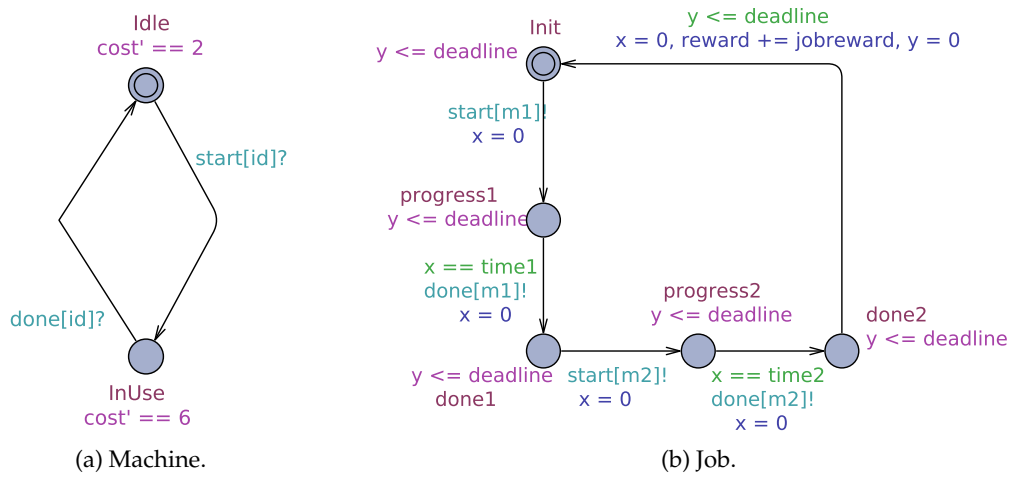 Idle
cost' == 2
start[id]?
done[id]?
InUse
cost' == 6
(a) Machine.
y <= deadline
x = 0, reward += jobreward, y = 0
Init
y <= deadline
start[m1]!
x = 0
progress1
y <= deadline
x == time1
done[m1]!
x = 0
y <= deadline
done1
start[m2]!
x = 0
progress2
y <= deadline
x == time2
done[m2]!
x = 0
done2
y <= deadline
(b) Job.